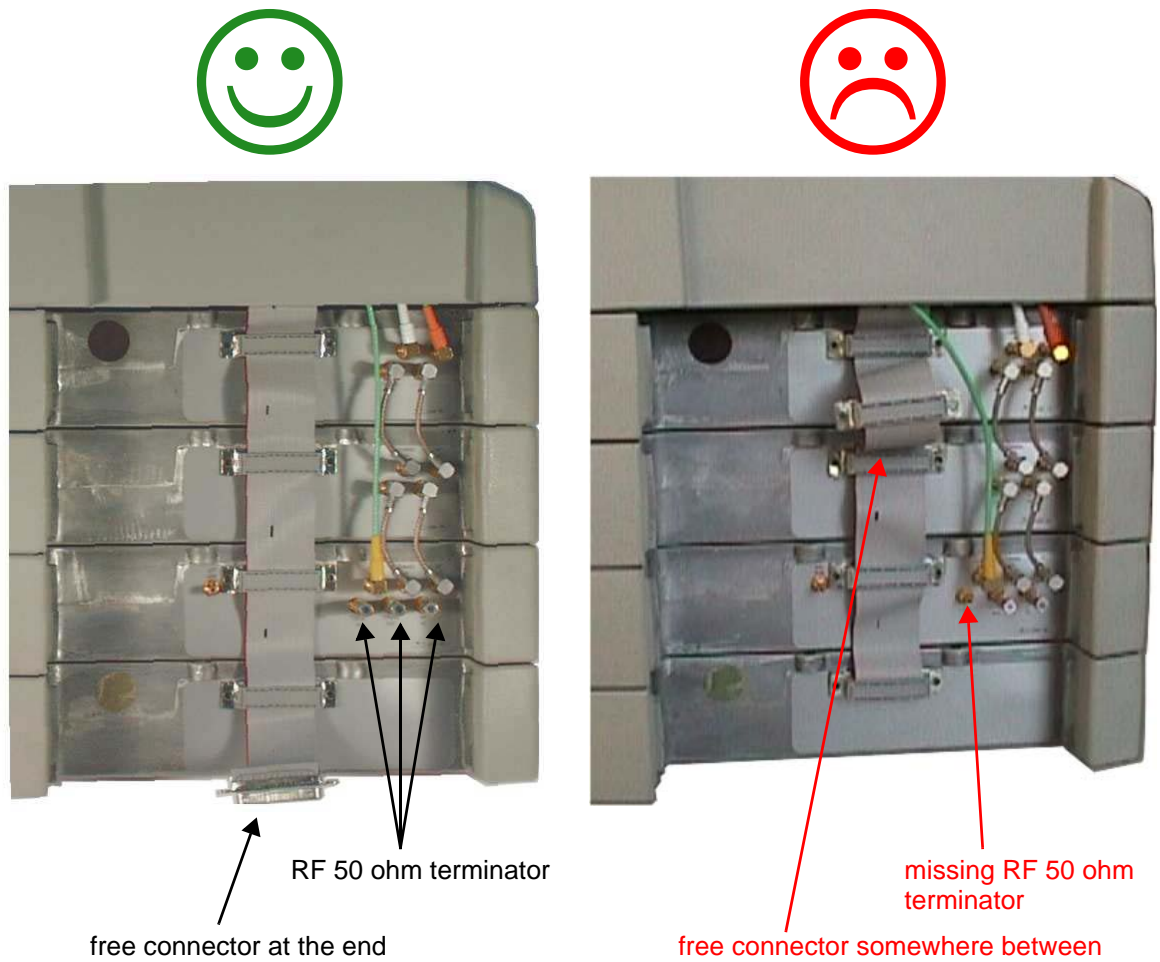 RF 50 ohm terminator
missing RF 50 ohm
terminator
free connector at the end
free connector somewhere between